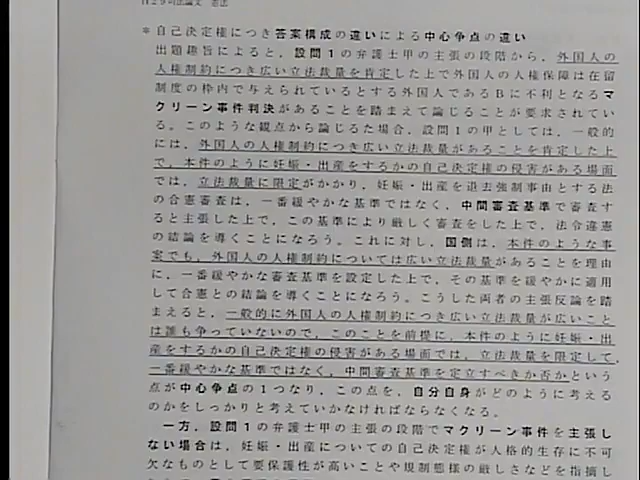 H29司法論文 憲法
＊自己決定権につき答案構成の違いによる中心争点の違い
出題趣旨によると、設問１の弁護士甲の主張の段階から、外国人の
人権制約につき広い立法裁量を肯定した上で外国人の人権保障は在留
制度の枠内で与えられているとする外国人であるＢに不利となるマ
クリーン事件判決があることを踏まえて論じることが要求されてい
る。このような観点から論じるた場合、設問１の甲としては、一般的
には、外国人の人権制約につき広い立法裁量があることを肯定した上
で、本件のように妊娠・出産をするかの自己決定権の侵害がある場面
では、立法裁量に限定がかかり、妊娠・出産を退去強制事由とする法
の合憲審査は、一番緩やかな基準ではなく、中間審査基準で審査す
ると主張した上で、この基準により厳しく審査をした上で、法令違憲
の結論を導くことになろう。これに対し、国側は、本件のような事
案でも、外国人の人権制約については広い立法裁量があることを理由
に、一番緩やかな審査基準を設定した上で、その基準を緩やかに適用
して合憲との結論を導くことになろう。こうした両者の主張反論を踏
まえると、一般的に外国人の人権制約につき広い立法裁量が広いこと
は誰も争っていないので、このことを前提に、本件のように妊娠・出
産をするかの自己決定権の侵害がある場面では、立法裁量を限定して、
一番緩やかな基準ではなく、中間審査基準を定立すべきか否かという
点が中心争点の１つなり、この点を、自分自身がどのように考える
のかをしっかりと考えていかなければならなくなる。
一方、設問１の弁護士甲の主張の段階でマクリーン事件を主張し
ない場合は、妊娠・出産についての自己決定権が人格的生存に不可
欠なものとして要保護性が高いことや規制態様の厳しさなどを指摘し